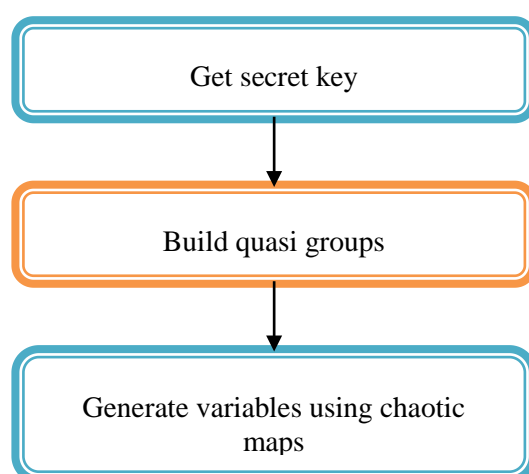 Get secret key
Build quasi groups
Generate variables using chaotic
maps